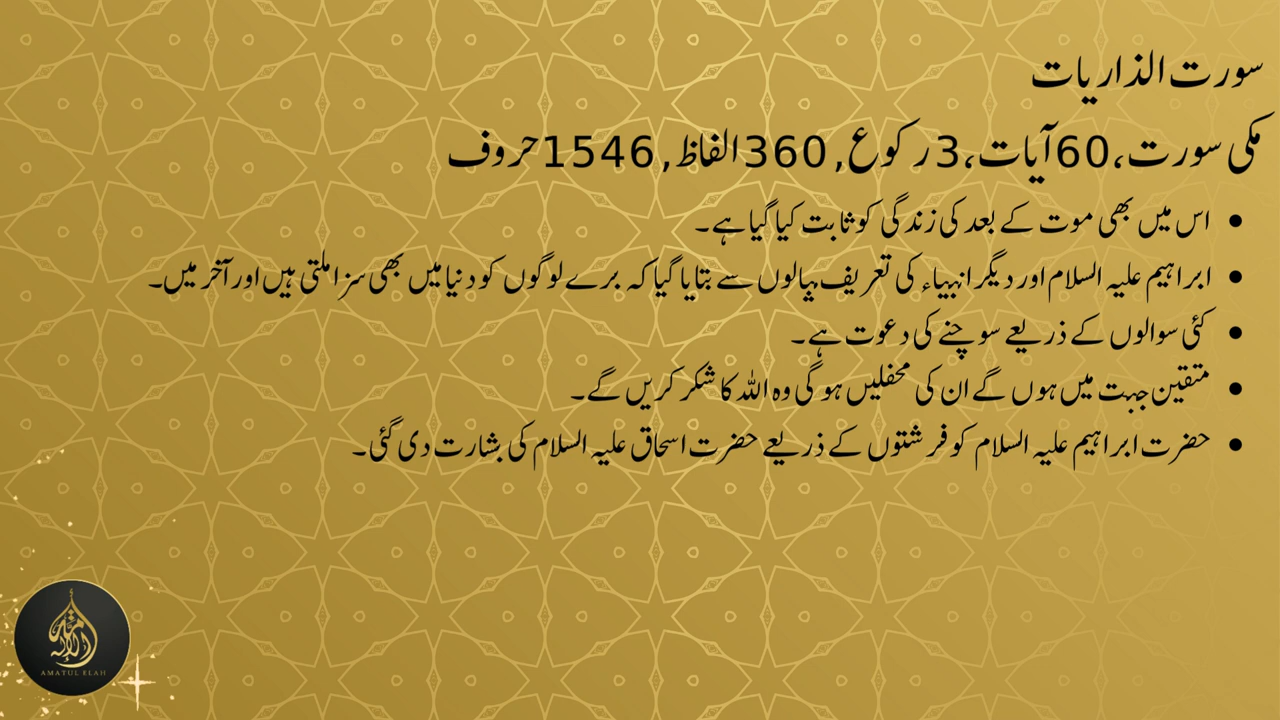 سورت الذاریات
مکی سورت،60آیات،3رکوع, 360الفاظ, 1546حروف
اس میں بھی موت کے بعد کی زندگی کو ثابت کیا گیا ہے۔
ابراہیم علیہ السلام اور دیگر انبیاء کی تعریف بیالوں سے بتایا گیا کہ برے لوگوں کو دنیا میں بھی سزا ملتی ہیں اور آخر میں۔
کئی سوالوں کے ذریعے سوچنے کی دعوت ہے۔
متقین جنت میں ہوں گے ان کی محفلیں ہوگی وہ اللہ کا شکر کریں گے۔
حضرت ابراہیم علیہ السلام کو فرشتوں کے ذریعے حضرت اسحاق علیہ السلام کی بشارت دی گئی۔
AMATUL ELAH